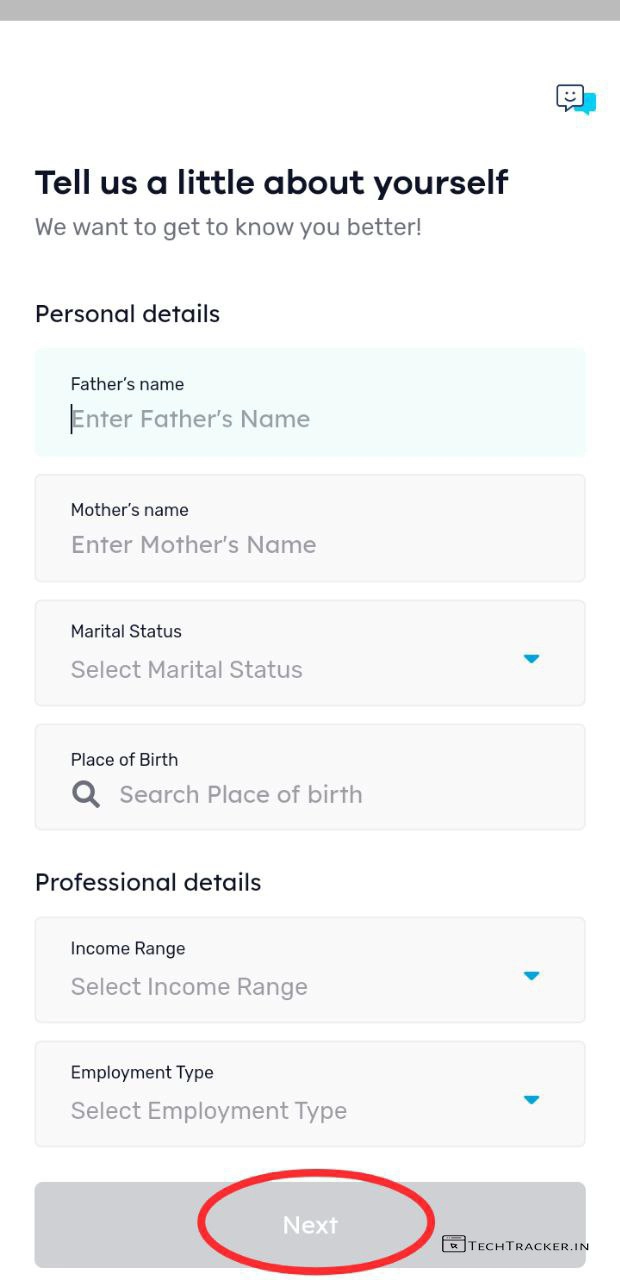 Tell us a little about yourself
We want to get to know you better!
Personal details
Father's name
Enter Father's Name
Mother's name
Enter Mother's Name
Marital Status
Select Marital Status
Place of Birth
Search Place of birth
Professional details
Income Range
Select Income Range
Employment Type
Select Employment Type
Next
TECHTRACKER.IN